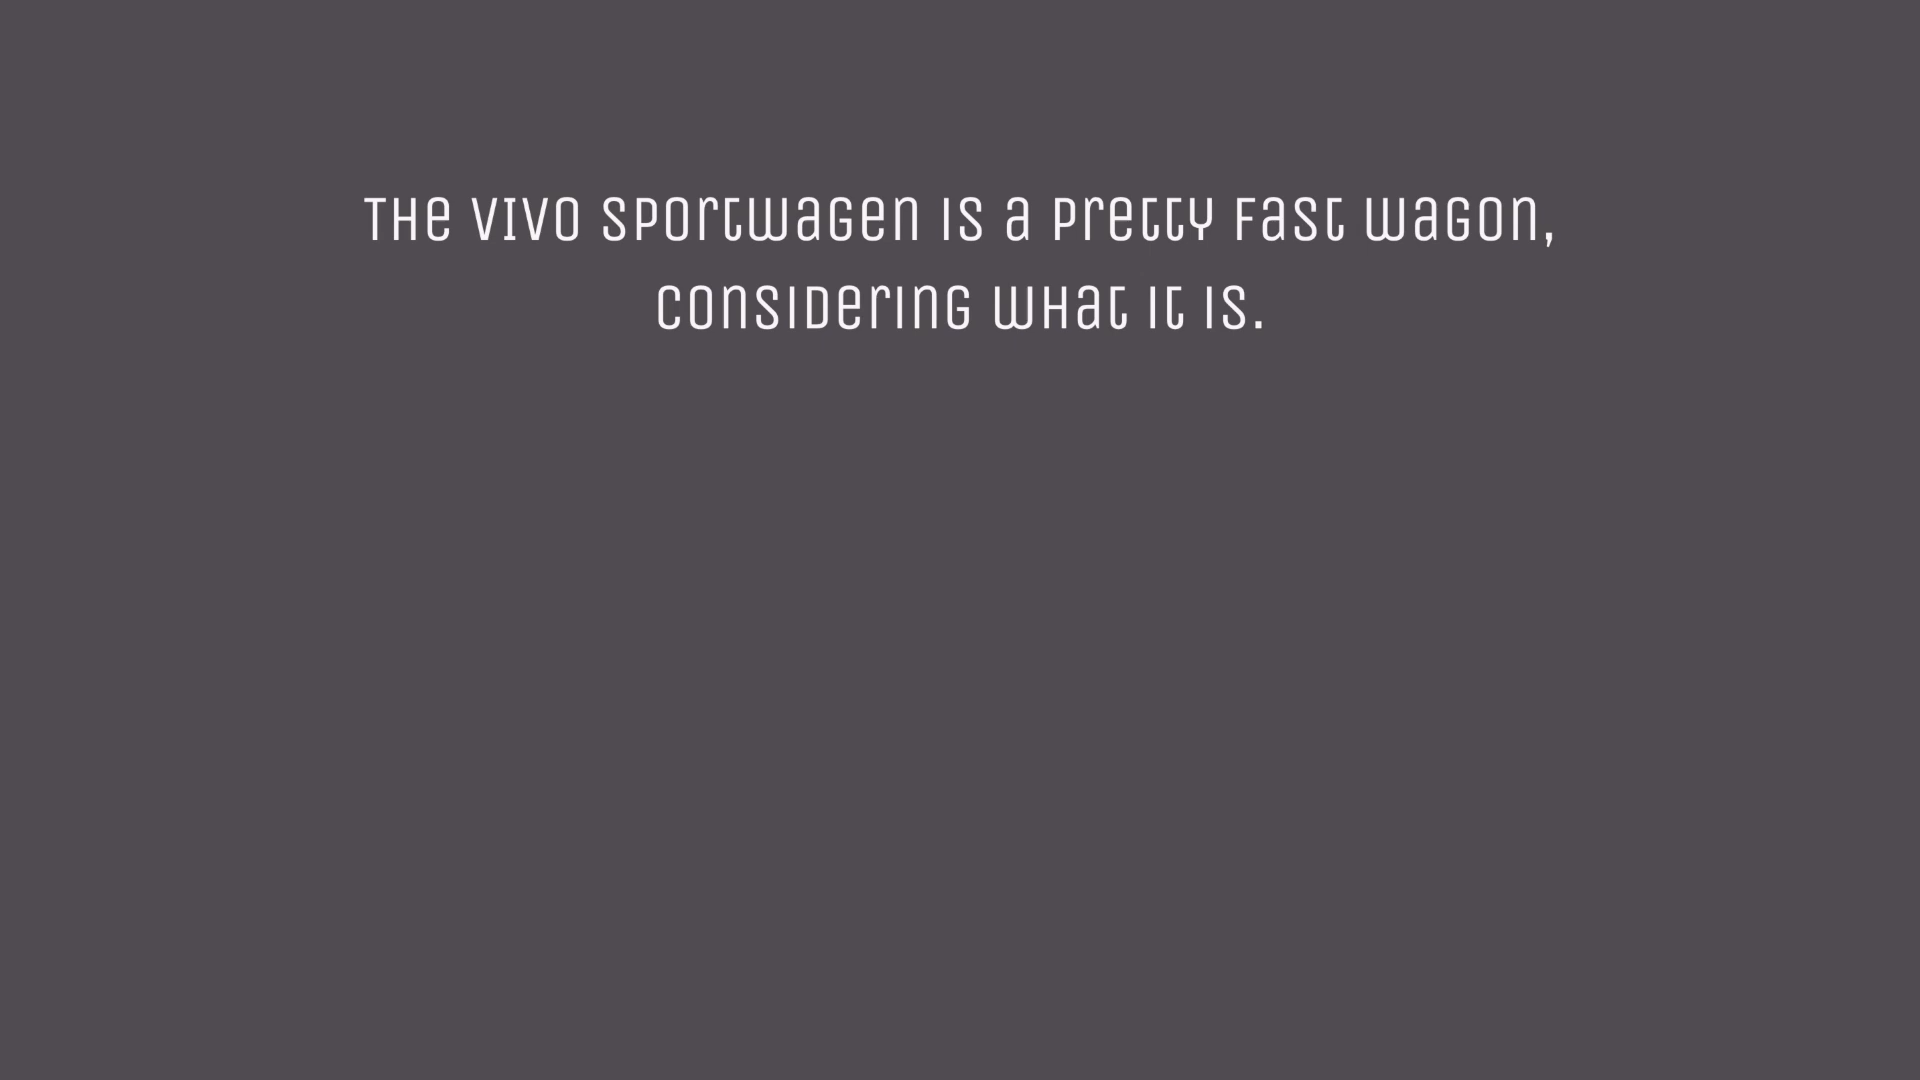 The Vivo Sportwagen is a pretty fast wagon,
considering what it is.